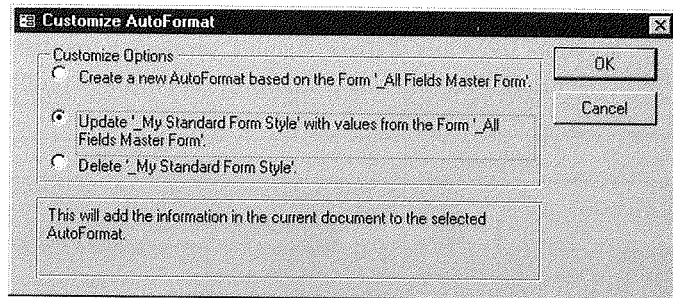 Customize AutoFormat
Customize Options
Create a new AutoFormat based on the Form '_All Fields Master Form'.
Update '_My Standard Form Style' with values from the Form '_All
Fields Master Form'.
Delete '_My Standard Form Style'.
This will add the information in the current document to the selected
AutoFormat.
OK
Cancel